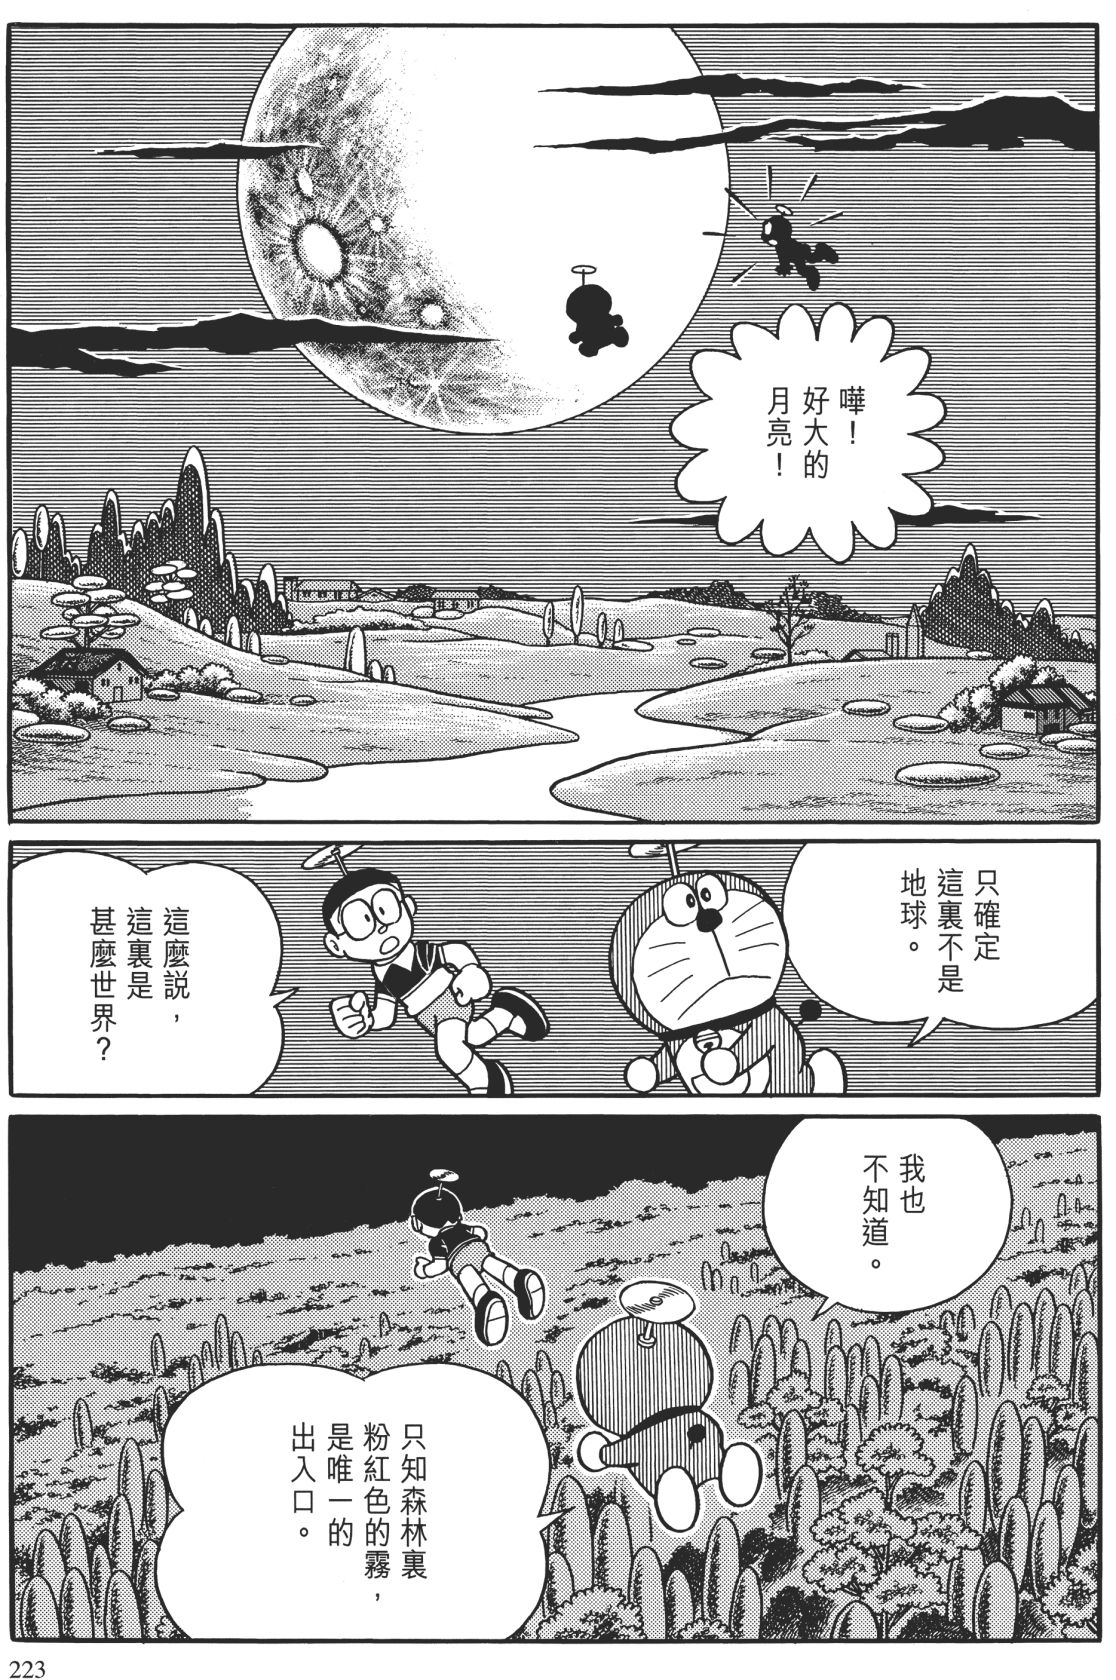 嘩！
好大的
月亮！
只確定
這裏不是
地球。
這麼說，
這裏是
甚麼世界？
我也
不知道。
只知森林裏
粉紅色的霧，
是唯一的
出入口。
223